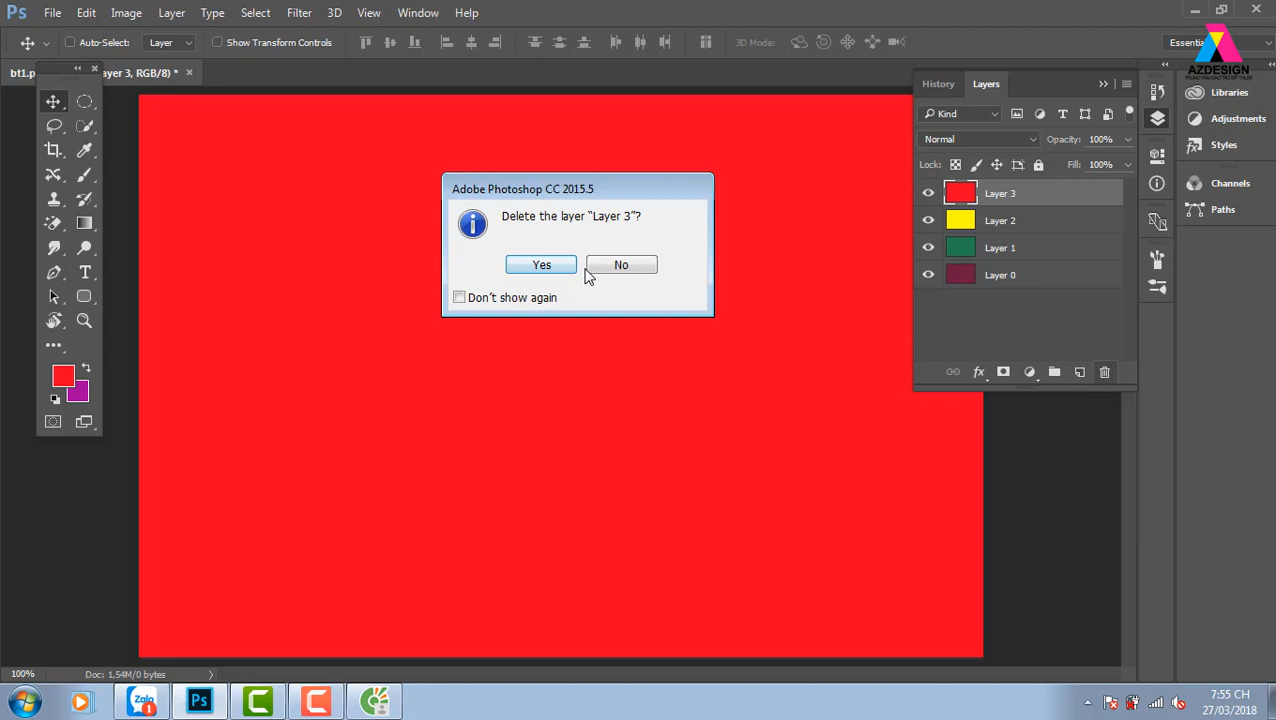 Ps File Edit Image Layer Type Select Filter 3D View Window Help
Auto-Select: Layer Show Transform Controls 3D Mode: Essenti
AZDESIGN
bt1.p ayer 3, RGB/8) * ×
History Layers
Kind
Normal Opacity: 100%
Lock: Fill: 100%
Layer 3
Layer 2
Layer 1
Layer 0
fx
Libraries
Adjustments
Styles
Channels
Paths
Adobe Photoshop CC 2015.5
Delete the layer “Layer 3”?
Yes No
Don't show again
100% Doc: 1,54M/0 bytes
Zalo 1 Ps
7:55 CH
27/03/2018